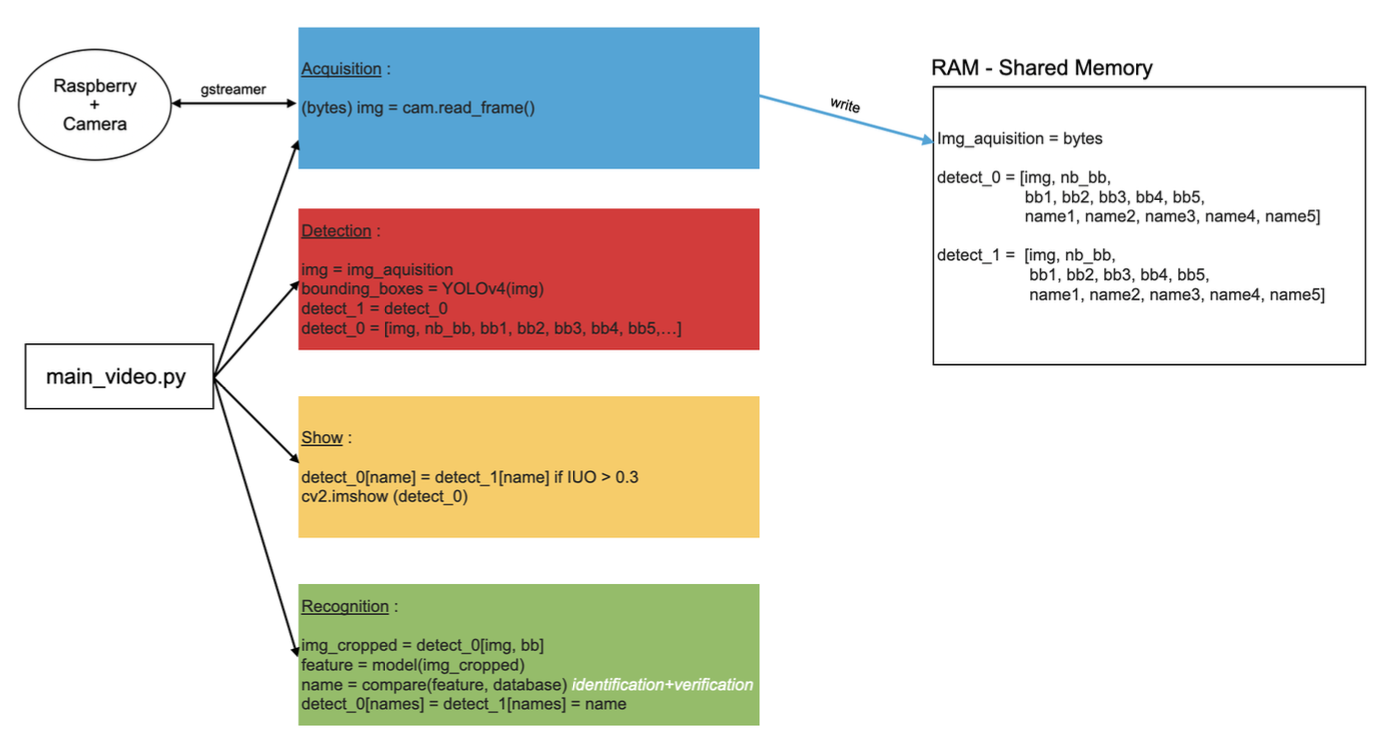 Raspberry
+
Camera
gstreamer
Acquisition :
(bytes) img = cam.read_frame()
write
RAM - Shared Memory
Img_aquisition = bytes
detect_0 = [img, nb_bb,
bb1, bb2, bb3, bb4, bb5,
name1, name2, name3, name4, name5]
detect_1 = [img, nb_bb,
bb1, bb2, bb3, bb4, bb5,
name1, name2, name3, name4, name5]
Detection :
img = img_aquisition
bounding_boxes = YOLOv4(img)
detect_1 = detect_0
detect_0 = [img, nb_bb, bb1, bb2, bb3, bb4, bb5,...]
main_video.py
Show :
detect_0[name] = detect_1[name] if IUO > 0.3
cv2.imshow (detect_0)
Recognition :
img_cropped = detect_0[img, bb]
feature = model(img_cropped)
name = compare(feature, database) identification+verification
detect_0[names] = detect_1[names] = name